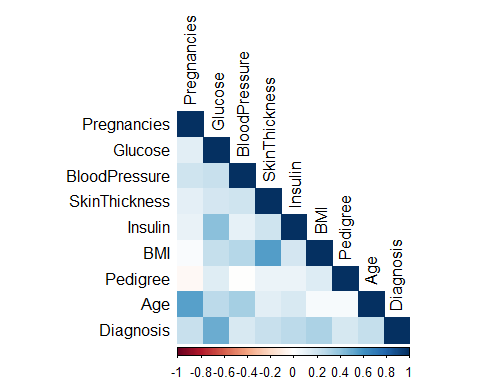 Pregnancies
Glucose
BloodPressure
SkinThickness
Insulin
BMI
Pedigree
Age
Diagnosis
Pregnancies
Glucose
BloodPressure
SkinThickness
Insulin
BMI
Pedigree
Age
Diagnosis
-1 -0.8 -0.6 -0.4 -0.2 0 0.2 0.4 0.6 0.8 1